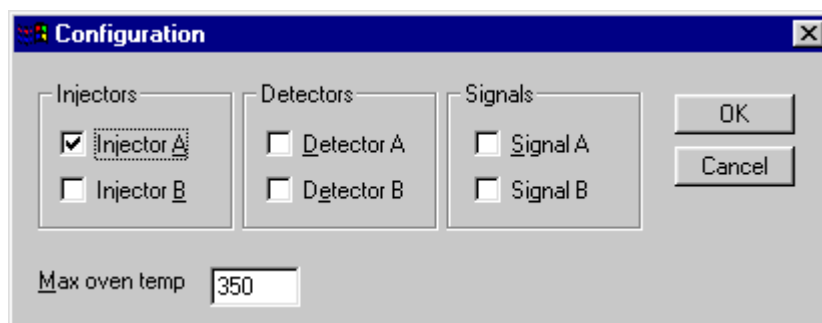 Configuration
Injectors
Injector A
Injector B
Detectors
Detector A
Detector B
Signals
Signal A
Signal B
OK
Cancel
Max oven temp 350